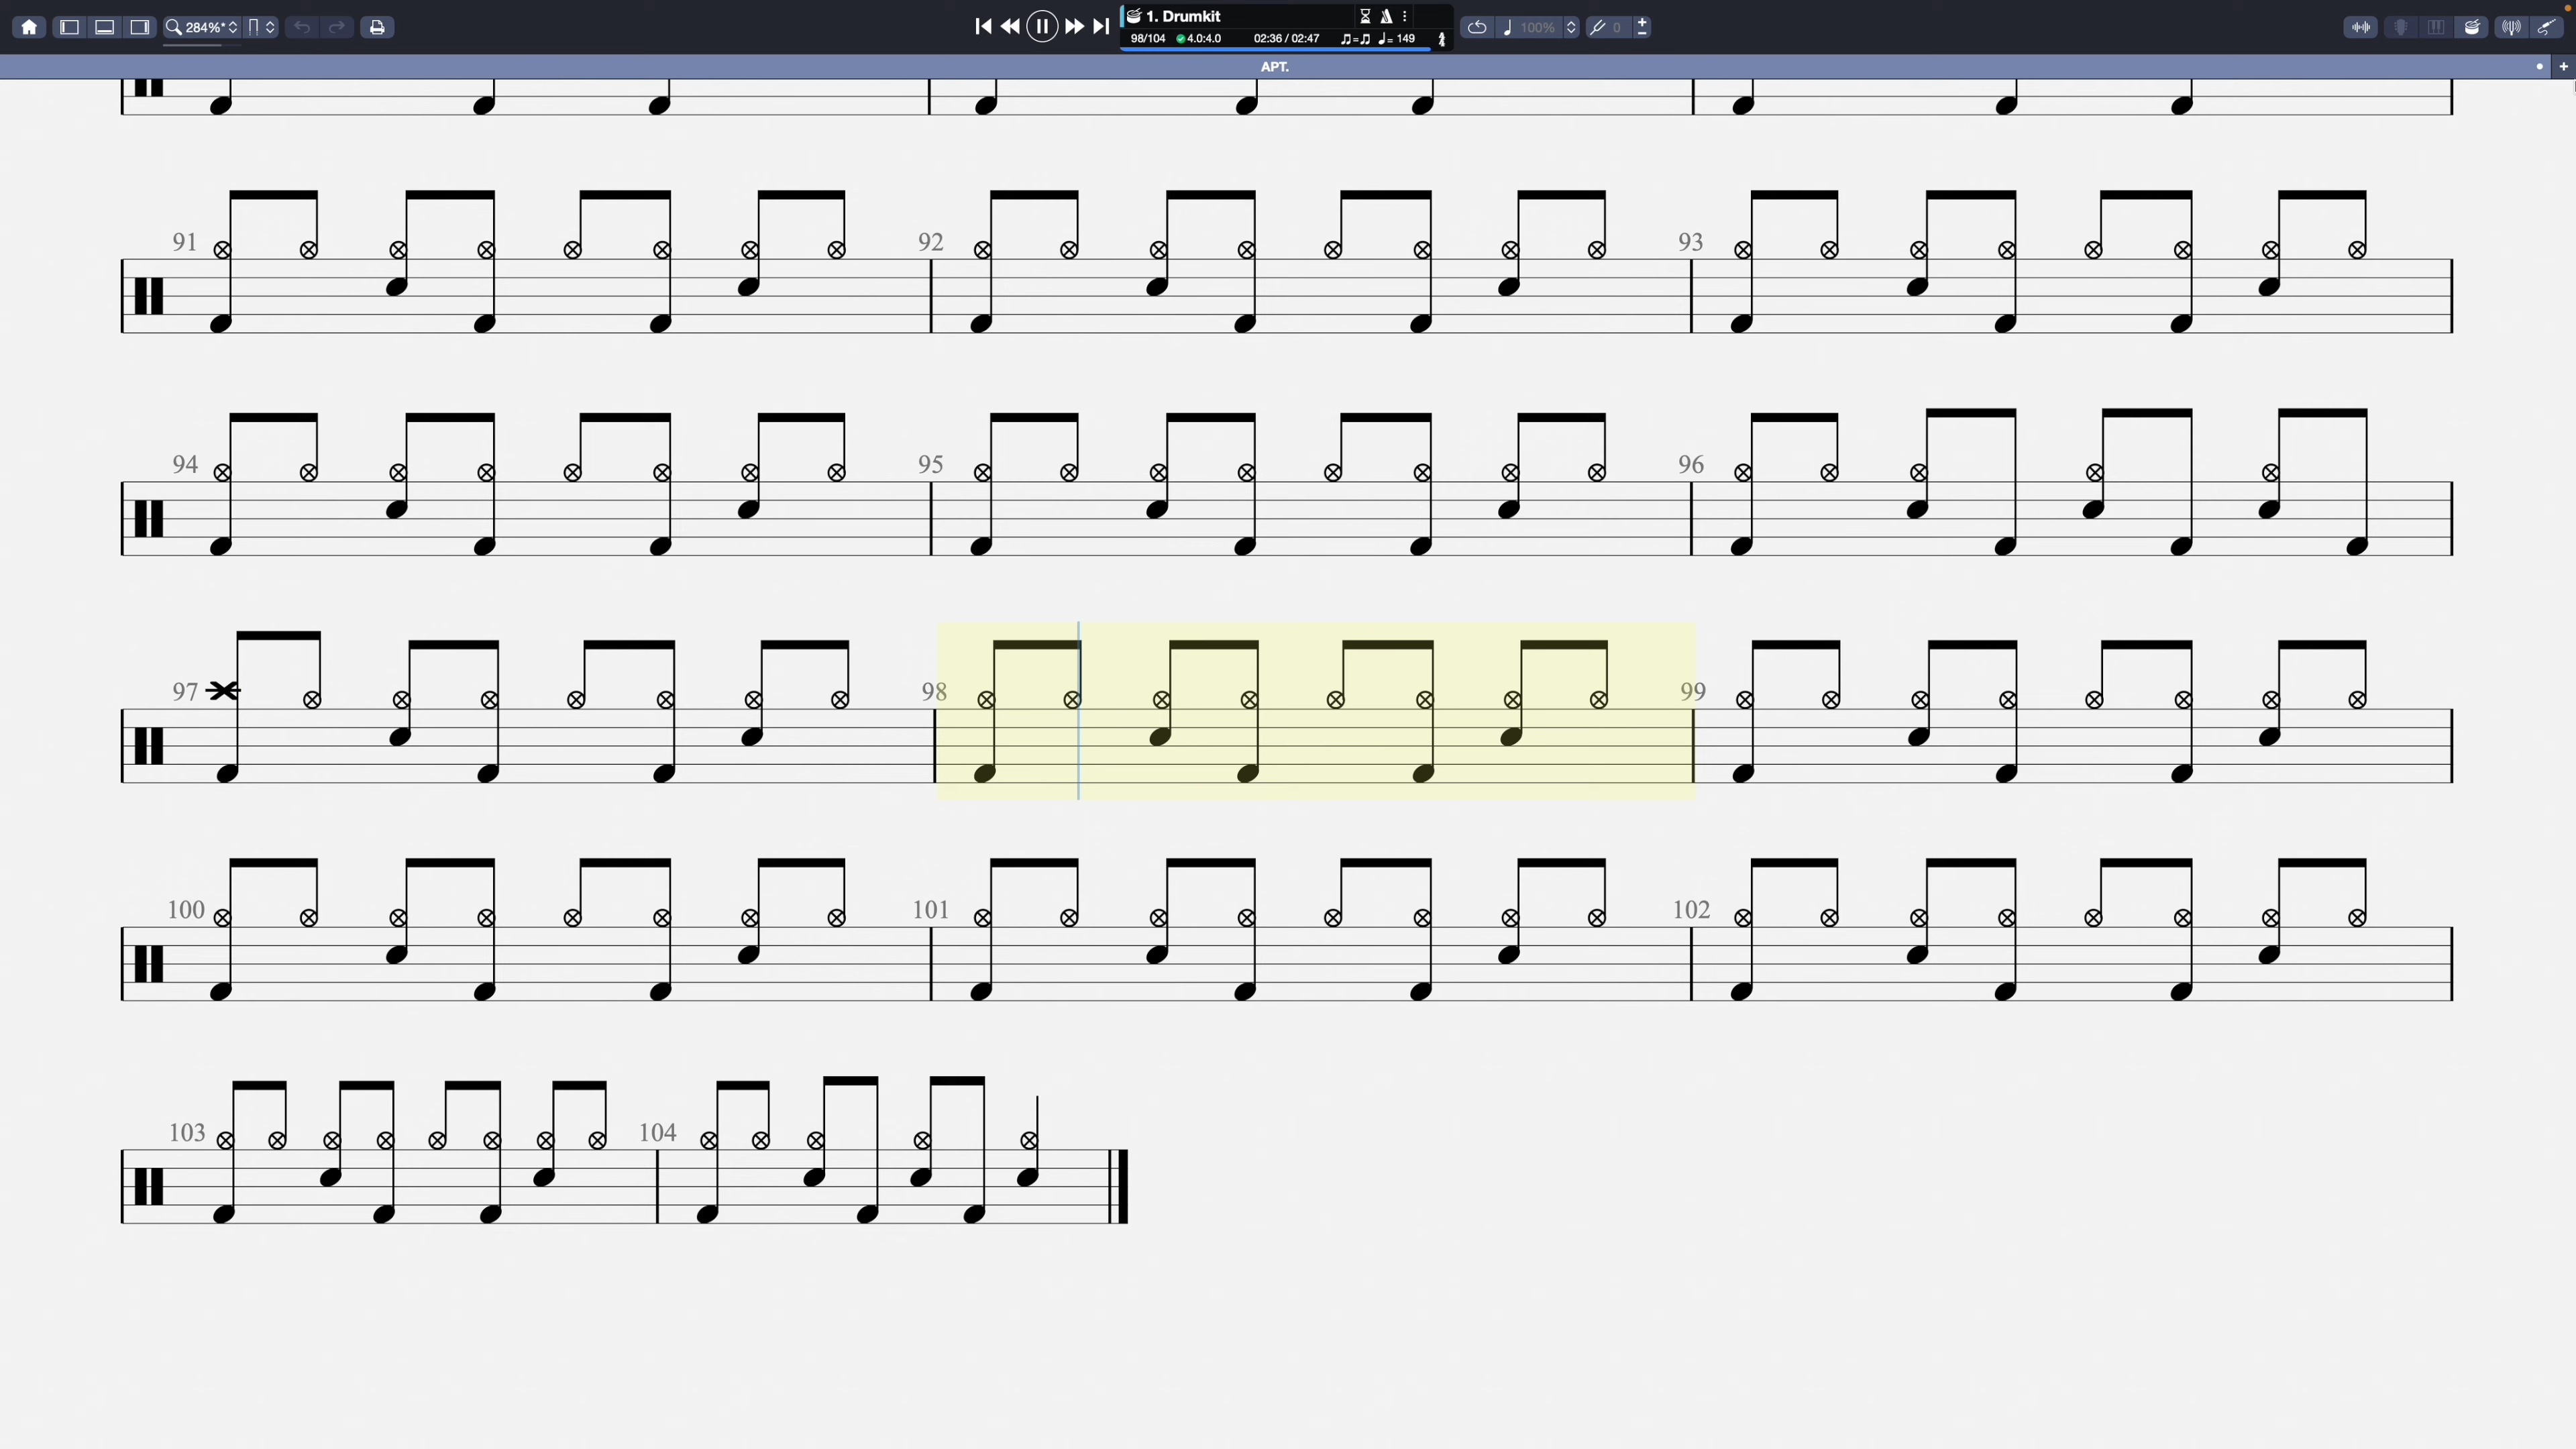 284%*
1. Drumkit
98/104 4.0:4.0 02:36 / 02:47 ♫=♫ ♩= 149
100%
0
APT.
91 92 93
94 95 96
97 98 99
100 101 102
103 104